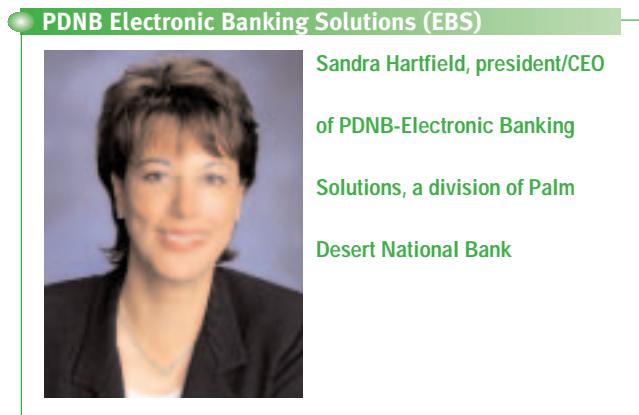 PDNB Electronic Banking Solutions (EBS)
Sandra Hartfield, president/CEO
of PDNB-Electronic Banking
Solutions, a division of Palm
Desert National Bank